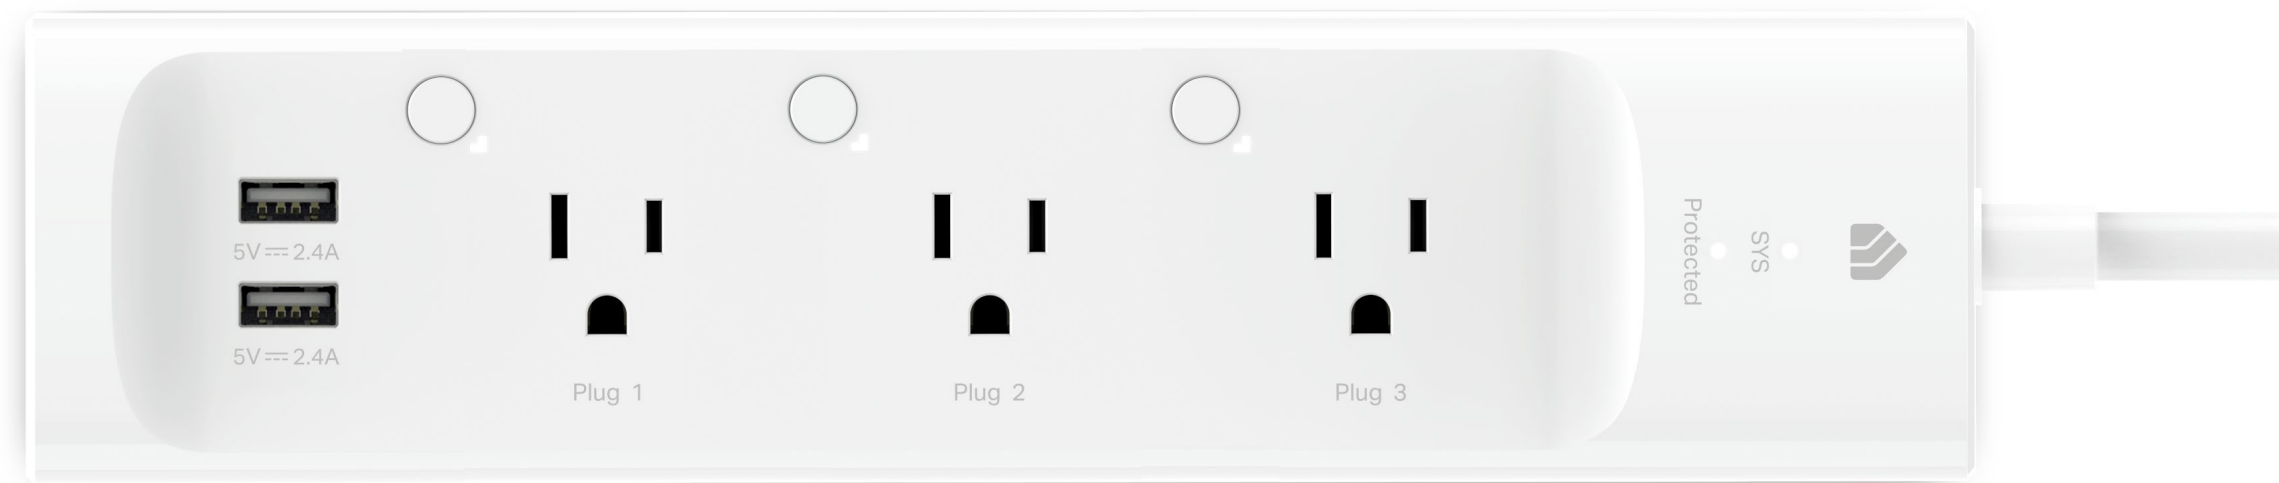 5V⎓2.4A
5V⎓2.4A
Plug 1
Plug 2
Plug 3
Protected
SYS